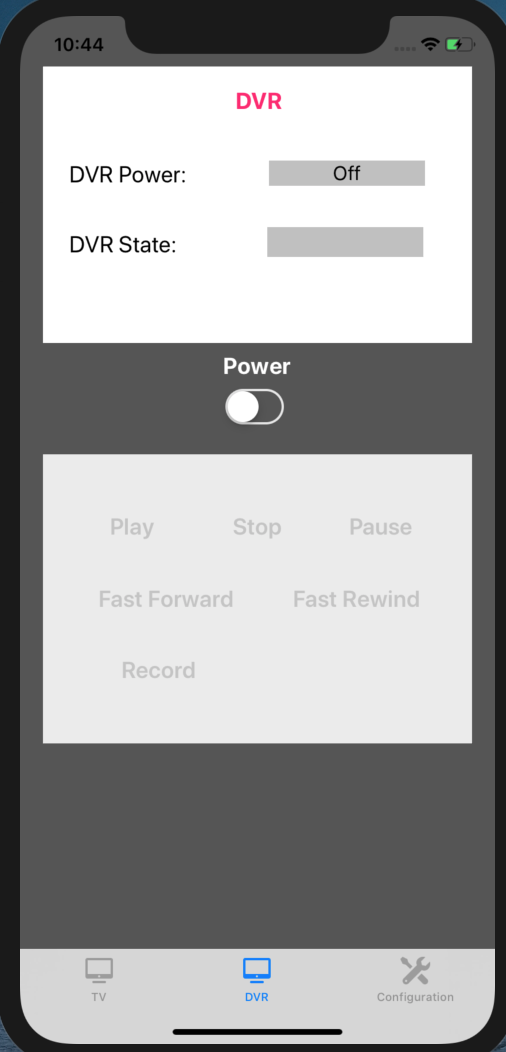 10:44
DVR
DVR Power: Off
DVR State:
Power
Play Stop Pause
Fast Forward Fast Rewind
Record
TV DVR Configuration